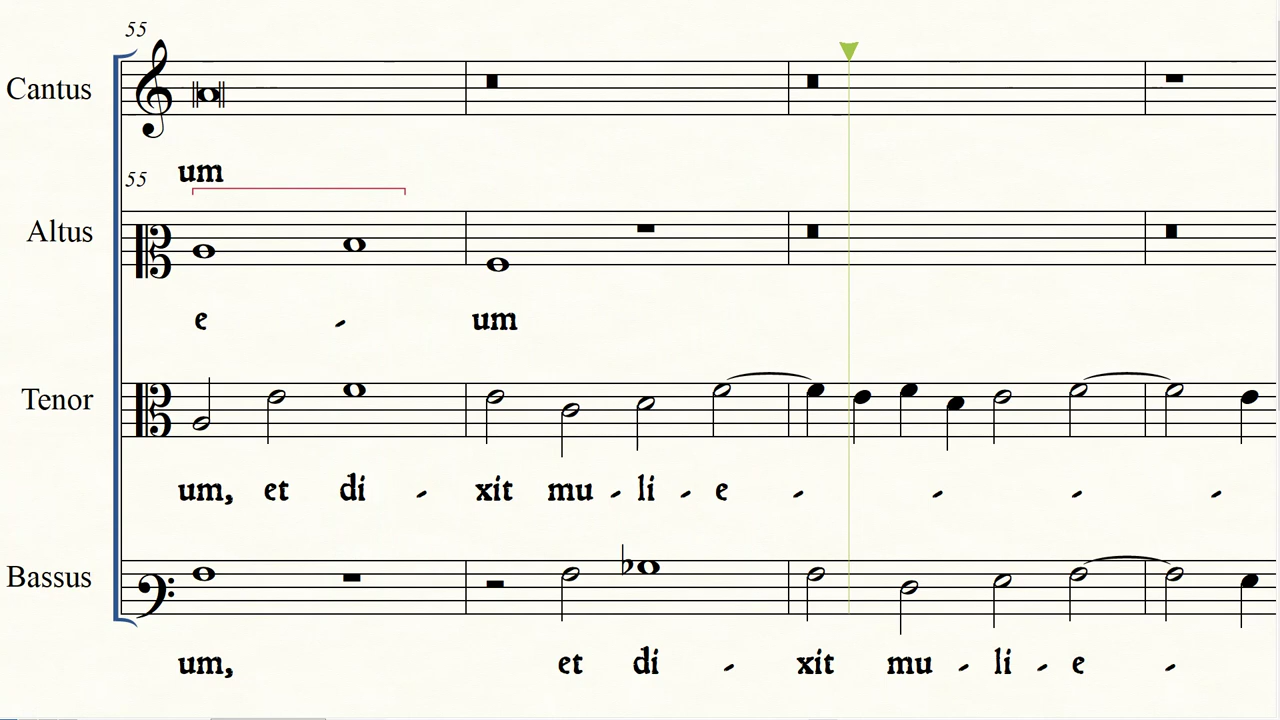 55
Cantus
um
55
Altus
e - um
Tenor
um, et di - xit mu - li - e - - - -
Bassus
um, et di - xit mu - li - e -